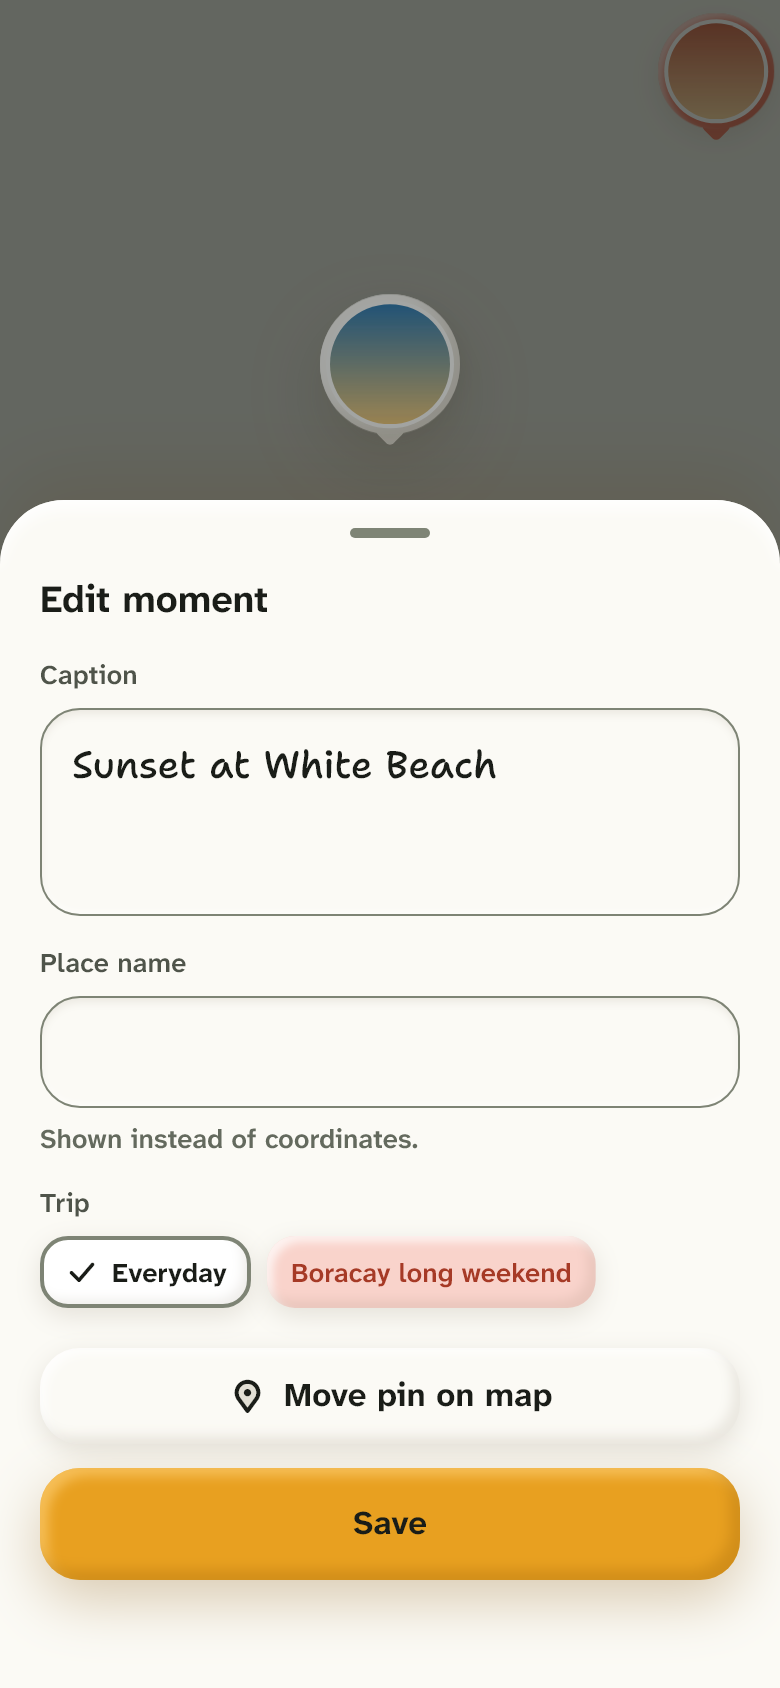 Edit moment
Caption
Sunset at White Beach
Place name
Shown instead of coordinates.
Trip
Everyday
Boracay long weekend
Move pin on map
Save